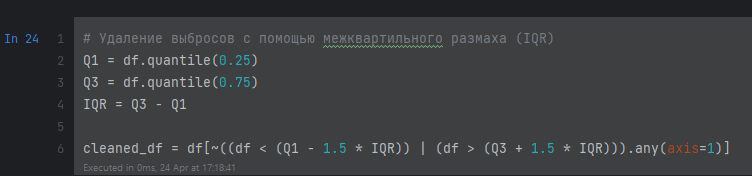 In 24
1 # Удаление выбросов с помощью межквартильного размаха (IQR)
2 Q1 = df.quantile(0.25)
3 Q3 = df.quantile(0.75)
4 IQR = Q3 - Q1
5
6 cleaned_df = df[~((df < (Q1 - 1.5 * IQR)) | (df > (Q3 + 1.5 * IQR))).any(axis=1)]
Executed in 0ms, 24 Apr at 17:18:41